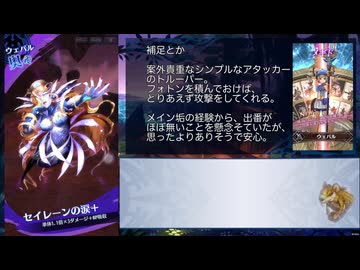 ウェパル
補足とか
案外貴重なシンプルなアタッカー
のトルーパー。
フォトンを積んでおけば、
とりあえず攻撃をしてくれる。
メイン垢の経験から、出番が
ほぼ無いことを懸念そていたが、
思ったよりありそうで安心。
セイレーンの涙+
ウェパル